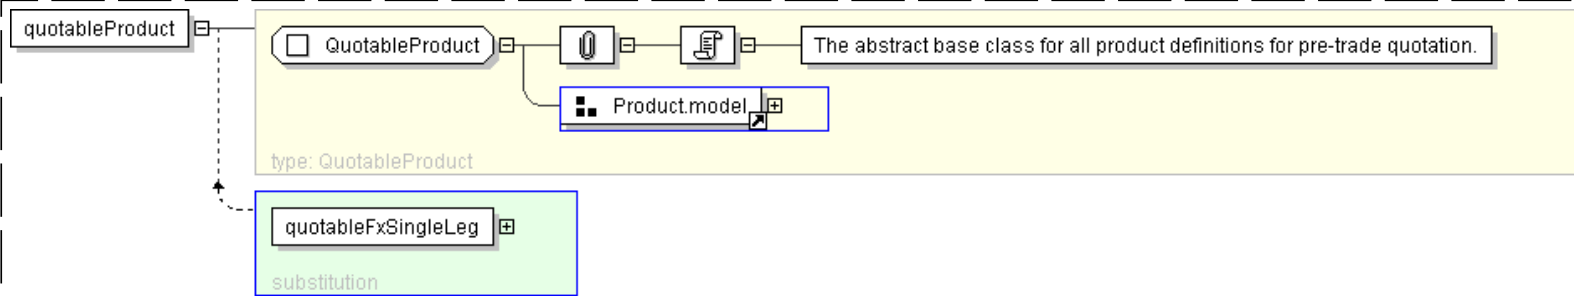 quotableProduct
QuotableProduct
The abstract base class for all product definitions for pre-trade quotation.
Product.model
type: QuotableProduct
quotableFxSingleLeg
substitution